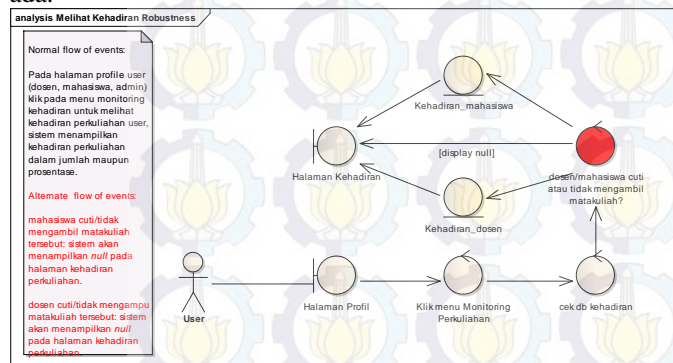 ada.
analysis Melihat Kehadiran Robustness
Normal flow of events:
Pada halaman profile user
(dosen, mahasiswa, admin)
klik pada menu monitoring
kehadiran untuk melihat
kehadiran perkuliahan user,
sistem menampilkan
kehadiran perkuliahan
dalam jumlah maupun
prosentase.
Alternate flow of events:
mahasiswa cuti/tidak
mengambil matakuliah
tersebut: sistem akan
menampilkan null pada
halaman kehadiran
perkuliahan.
dosen cuti/tidak mengampu
matakuliah tersebut: sistem
akan menampilkan null
pada halaman kehadiran
perkuliahan.
Kehadiran_mahasiswa
[display null]
Halaman Kehadiran
dosen/mahasiswa cuti
atau tidak mengambil
matakuliah?
Kehadiran_dosen
User
Halaman Profil
Klik menu Monitoring
Perkuliahan
cek db kehadiran